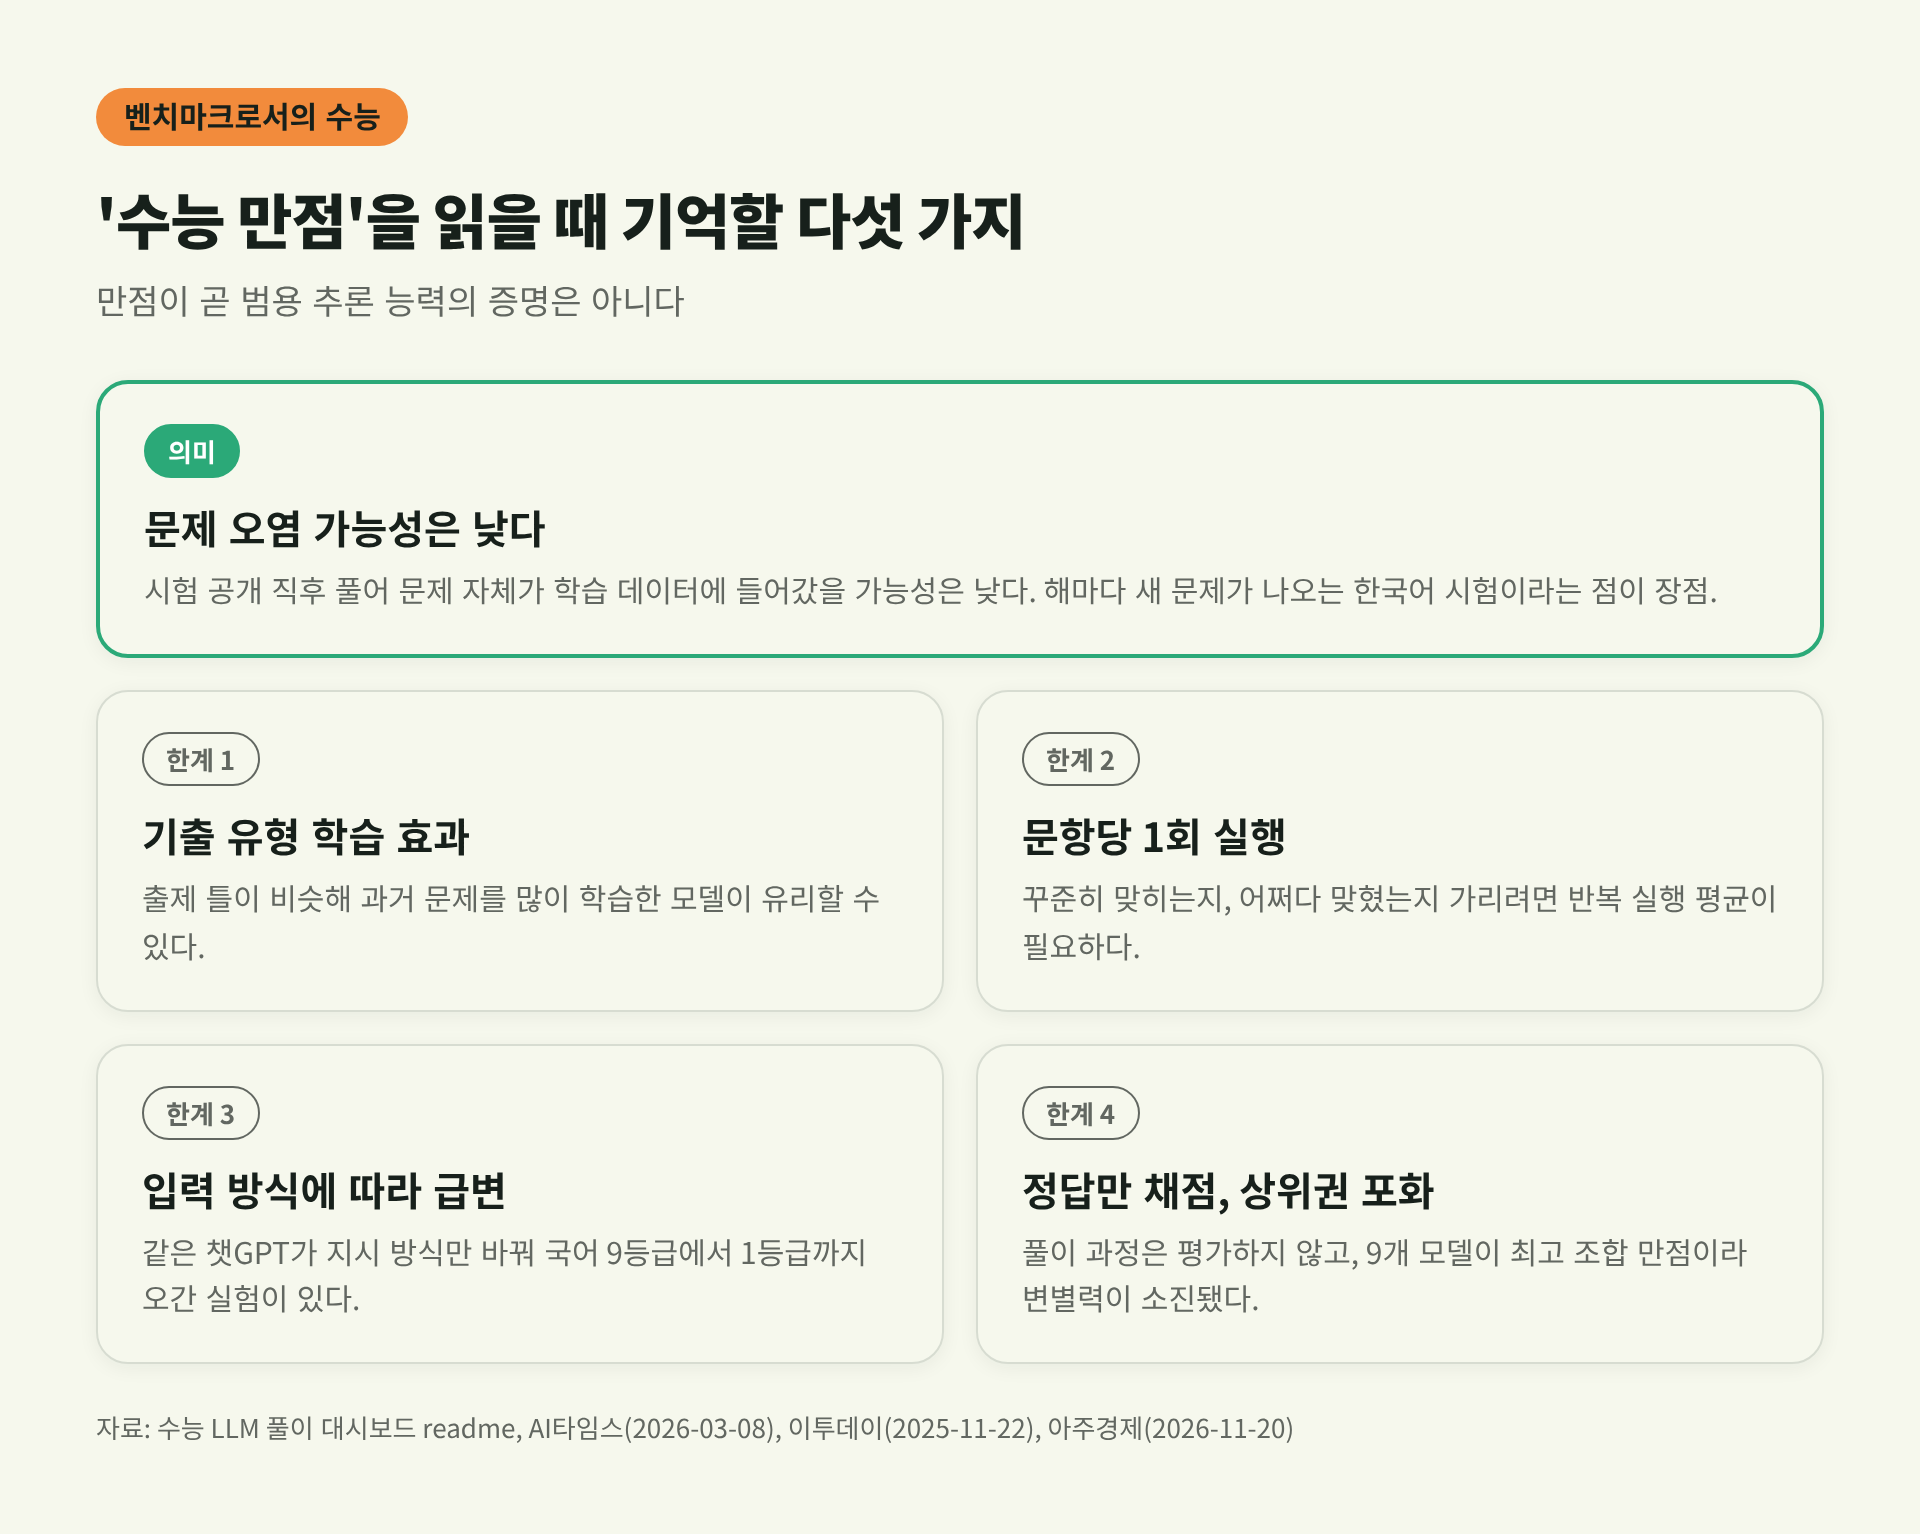 벤치마크로서의 수능
'수능 만점'을 읽을 때 기억할 다섯 가지
만점이 곧 범용 추론 능력의 증명은 아니다
의미
문제 오염 가능성은 낮다
시험 공개 직후 풀어 문제 자체가 학습 데이터에 들어갔을 가능성은 낮다. 해마다 새 문제가 나오는 한국어 시험이라는 점이 장점.
한계 1
기출 유형 학습 효과
출제 틀이 비슷해 과거 문제를 많이 학습한 모델이 유리할 수
있다.
한계 2
문항당 1회 실행
꾸준히 맞히는지, 어쩌다 맞혔는지 가리려면 반복 실행 평균이
필요하다.
한계 3
입력 방식에 따라 급변
같은 챗GPT가 지시 방식만 바꿔 국어 9등급에서 1등급까지
오간 실험이 있다.
한계 4
정답만 채점, 상위권 포화
풀이 과정은 평가하지 않고, 9개 모델이 최고 조합 만점이라
변별력이 소진됐다.
자료: 수능 LLM 풀이 대시보드 readme, AI타임스(2026-03-08), 이투데이(2025-11-22), 아주경제(2026-11-20)